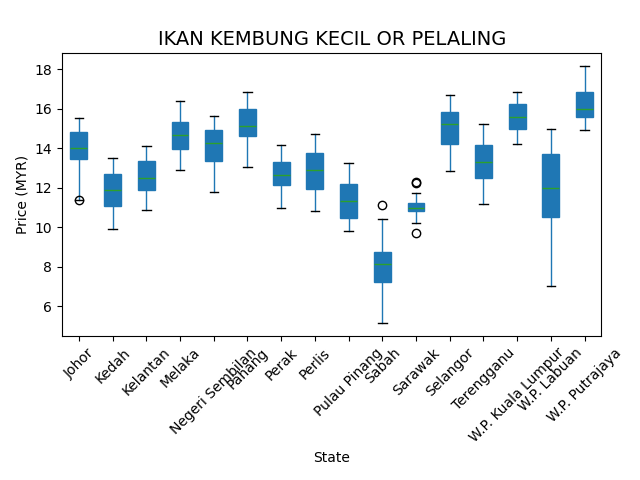 IKAN KEMBUNG KECIL OR PELALING
18
16
14
12
10
8
6
Price (MYR)
Johor
Kedah
Kelantan
Melaka
Negeri Sembilan
Pahang
Perak
Perlis
Pulau Pinang
Sabah
Sarawak
Selangor
Terengganu
W.P. Kuala Lumpur
W.P. Labuan
W.P. Putrajaya
State